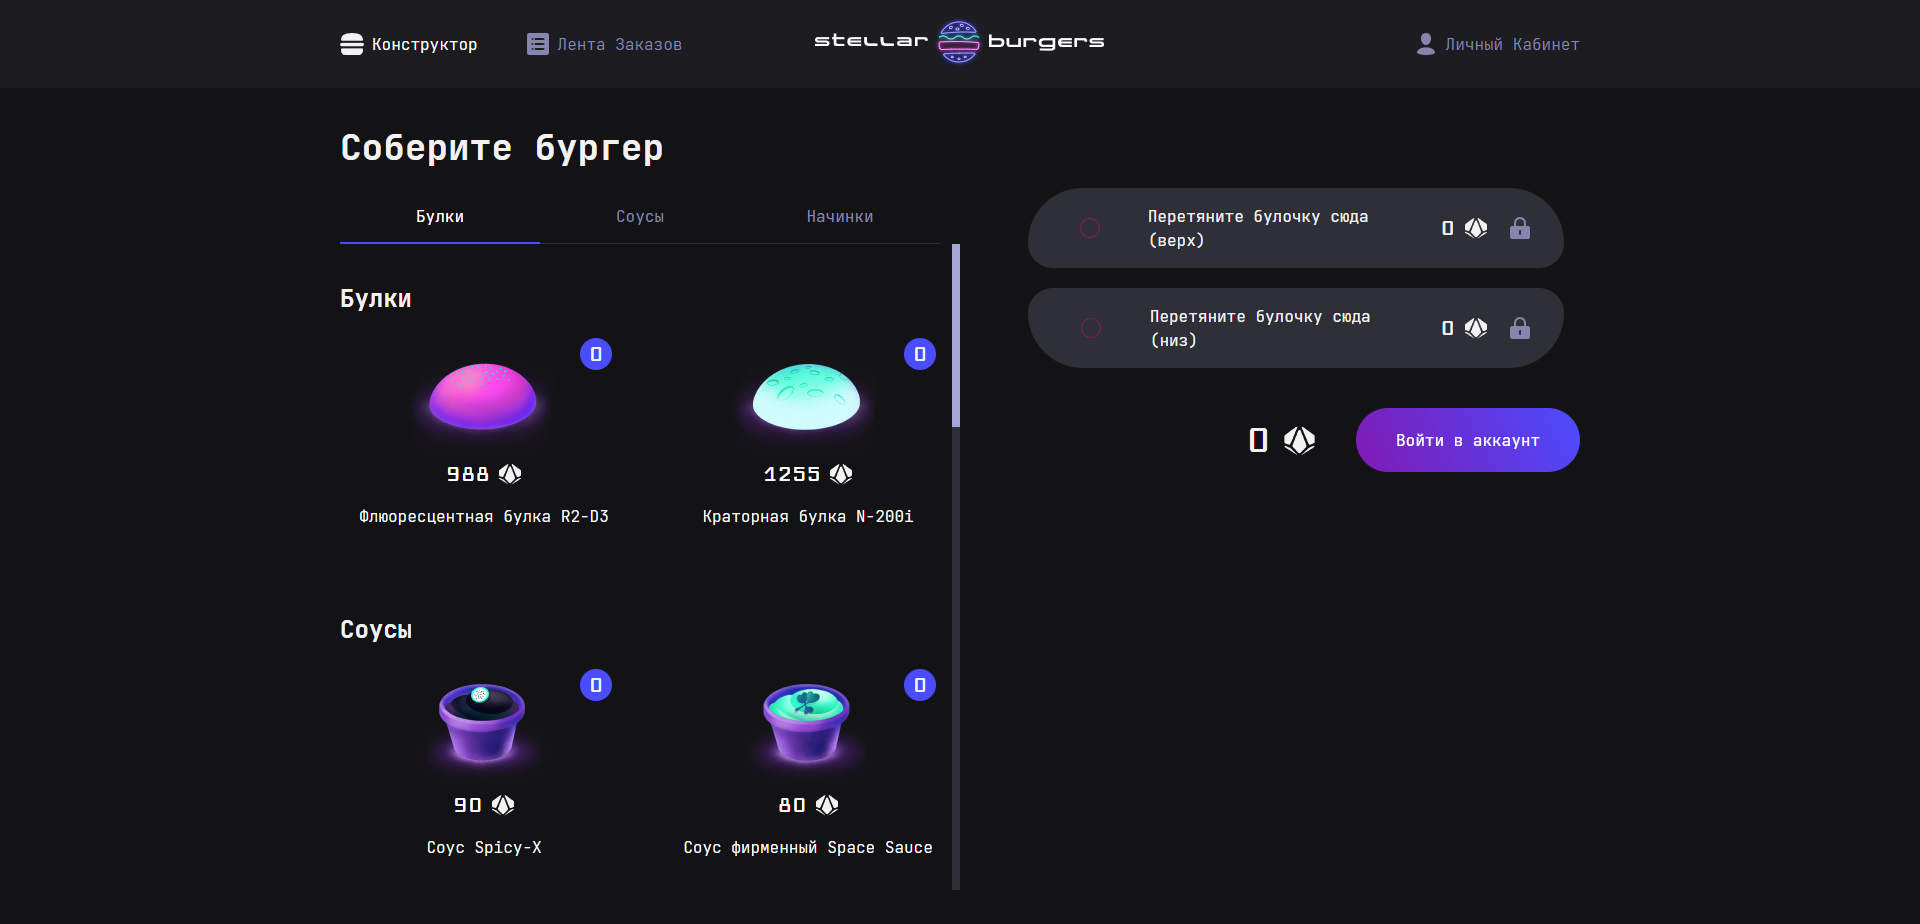 Конструктор
Лента Заказов
stellar burgers
Личный Кабинет
Соберите бургер
Булки
Соусы
Начинки
Булки
0
0
988
1255
Флюоресцентная булка R2-D3
Краторная булка N-200i
Соусы
0
0
90
80
Соус Spicy-X
Соус фирменный Space Sauce
Перетяните булочку сюда
(верх)
0
Перетяните булочку сюда
(низ)
0
0
Войти в аккаунт